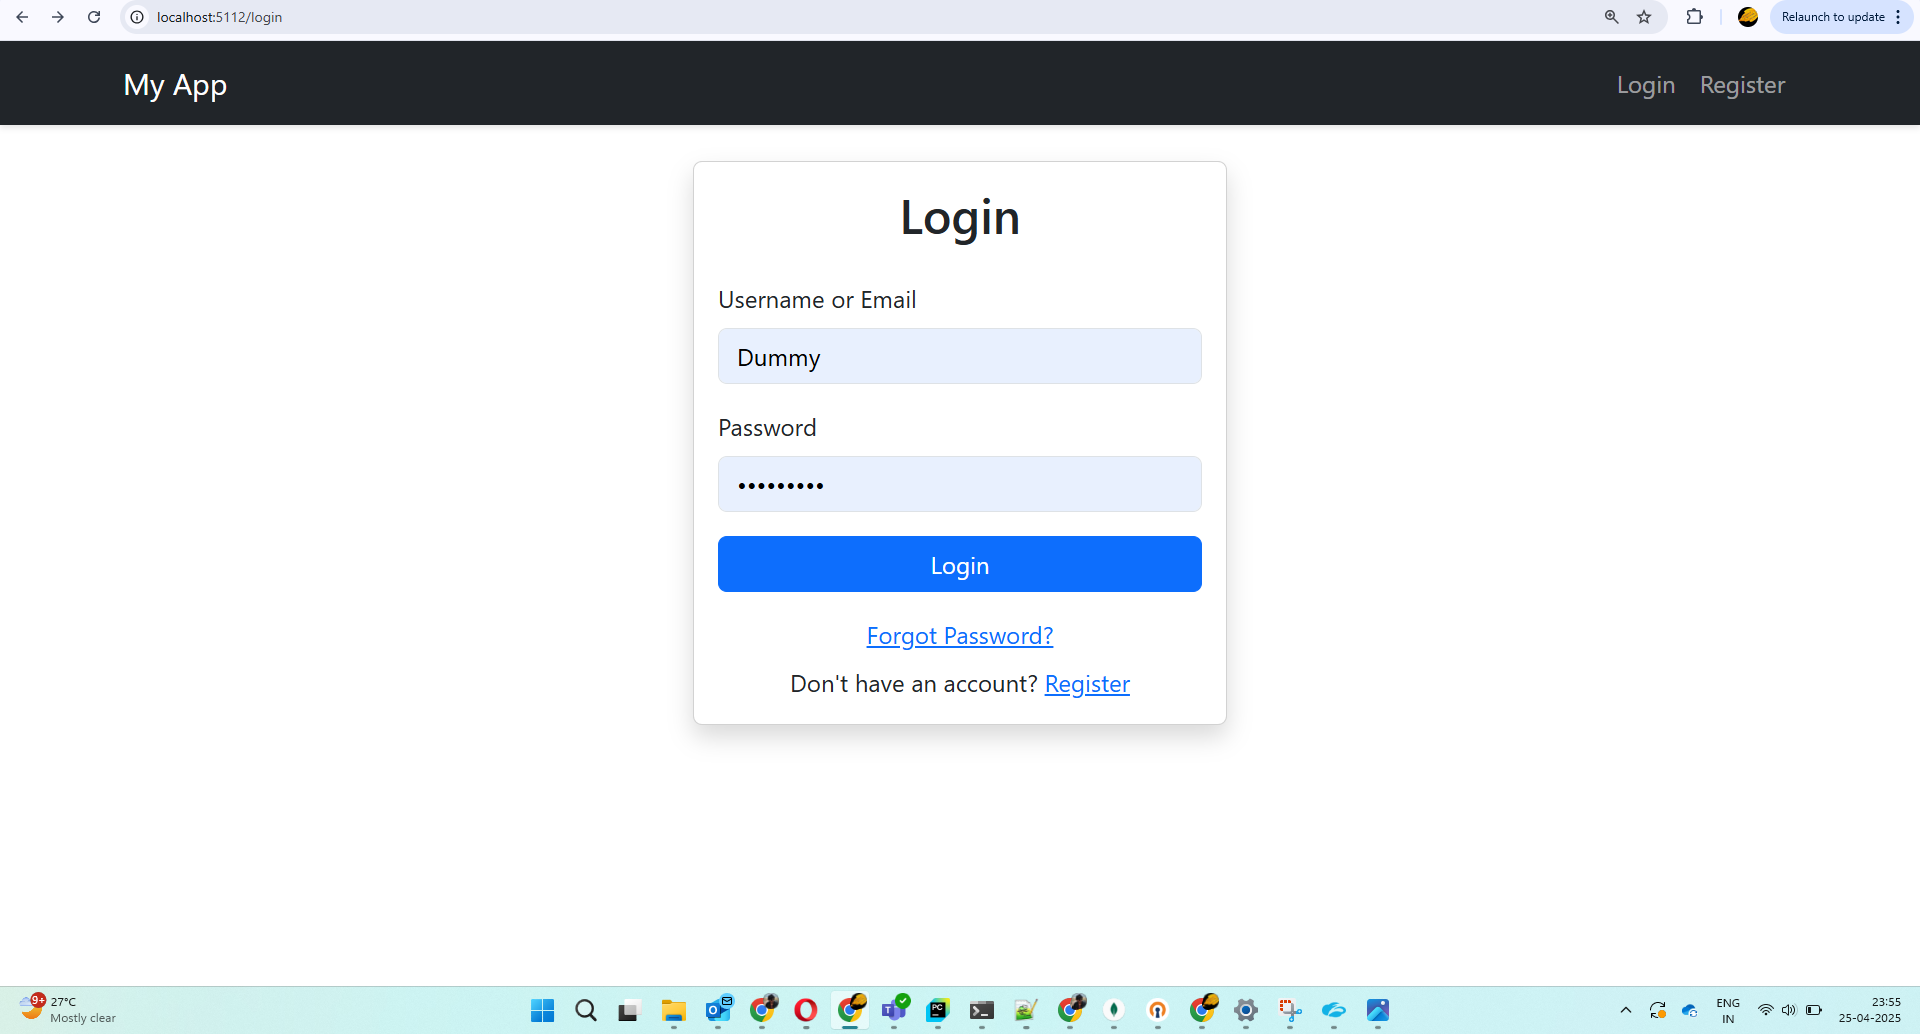 localhost:5112/login
Relaunch to update
My App
Login Register
Login
Username or Email
Dummy
Password
•••••••••
Login
Forgot Password?
Don't have an account? Register
9+
27°C
Mostly clear
PC
ENG
IN
23:55
25-04-2025